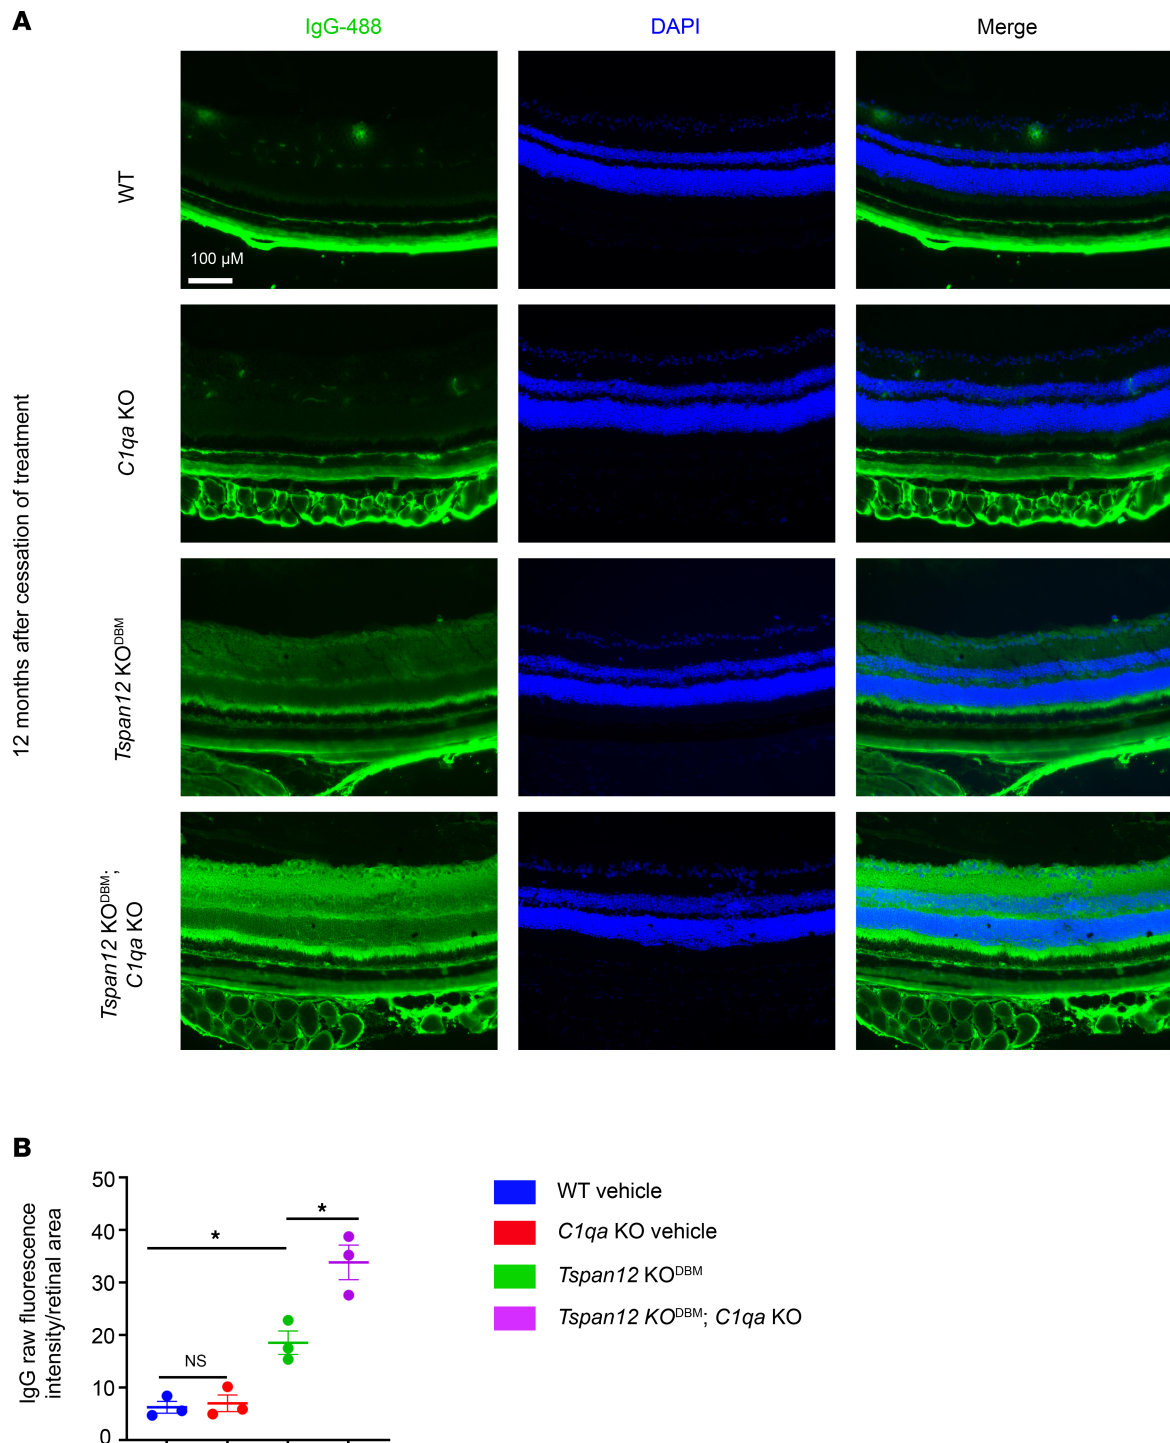 A
IgG-488
DAPI
Merge
12 months after cessation of treatment
WT
100 µM
C1qa KO
Tspan12 KODBM
Tspan12 KODBM;
C1qa KO
B
IgG raw fluorescence
intensity/retinal area
50
40
30
20
10
0
NS
*
*
WT vehicle
C1qa KO vehicle
Tspan12 KODBM
Tspan12 KODBM; C1qa KO